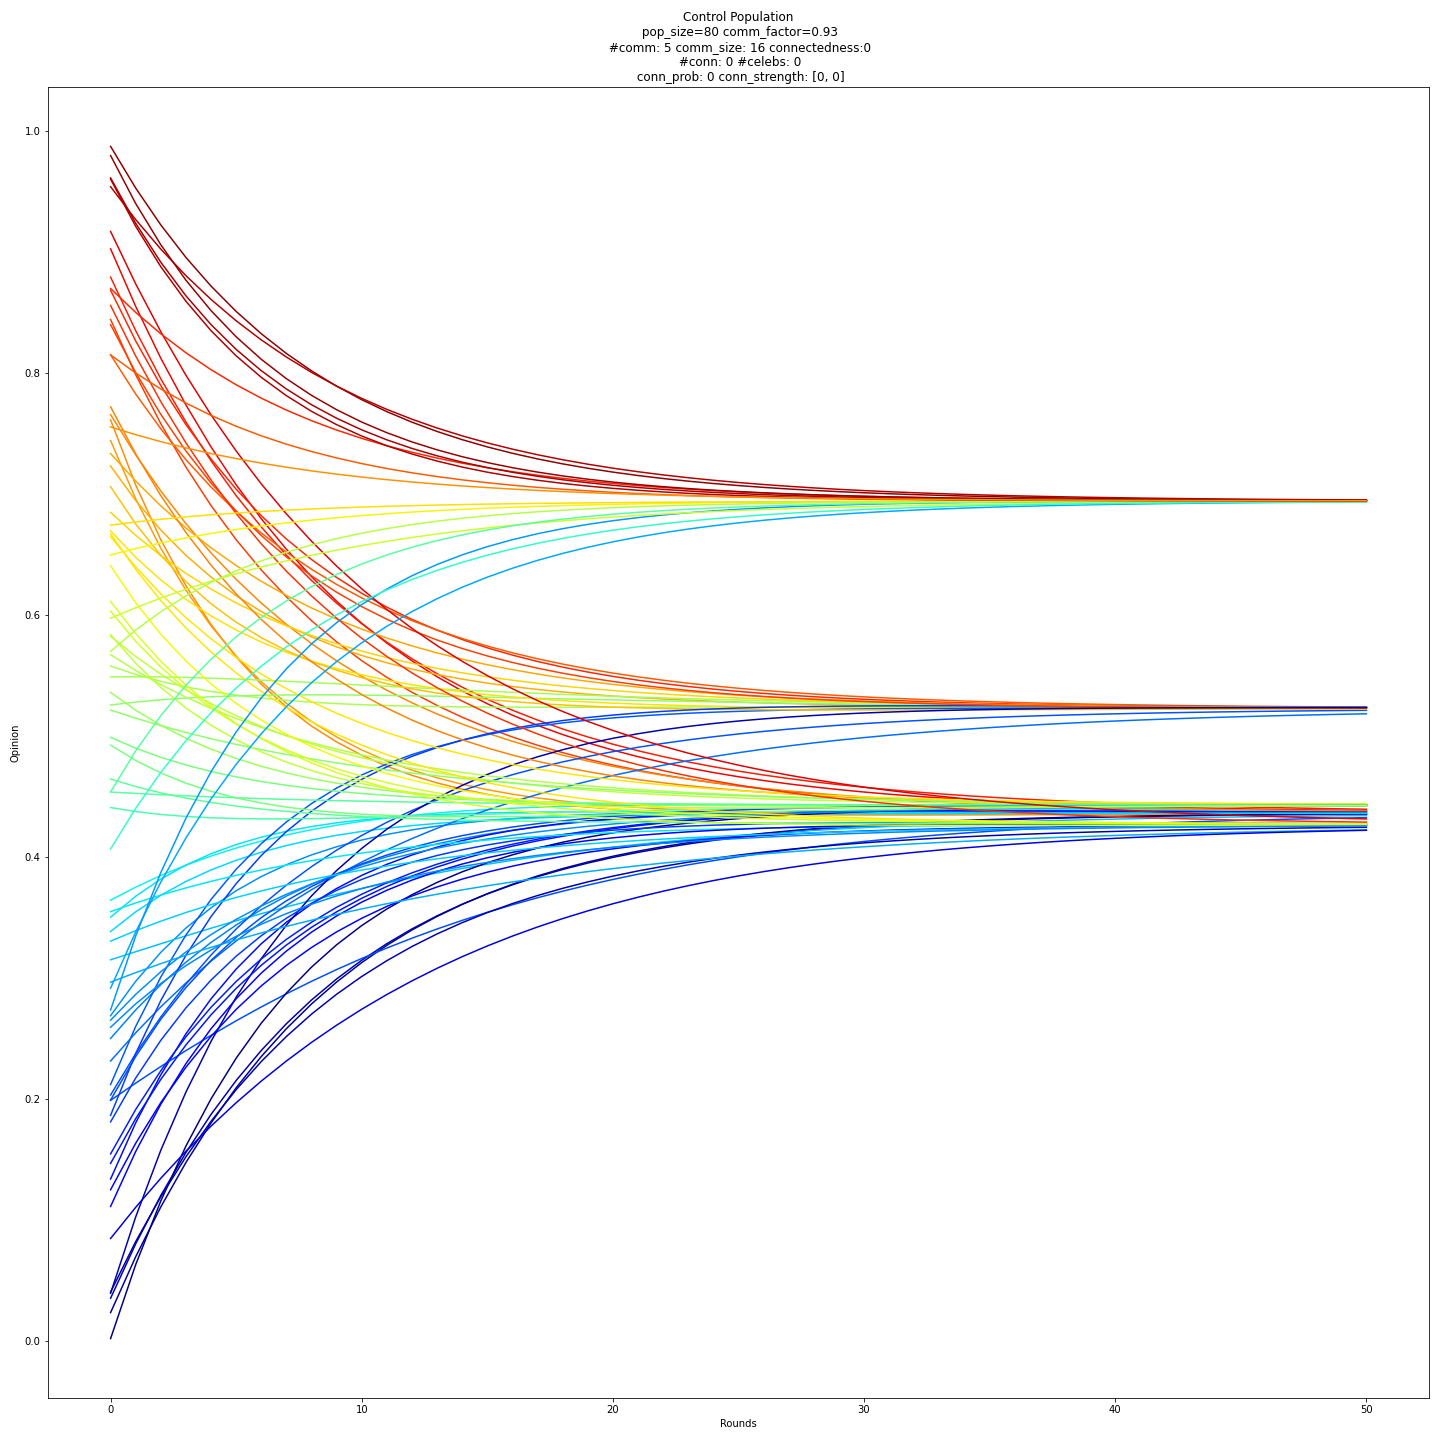 Control Population
pop_size=80 comm_factor=0.93
#comm: 5 comm_size: 16 connectedness:0
#conn: 0 #celebs: 0
conn_prob: 0 conn_strength: [0, 0]
1.0
0.8
0.6
Opinion
0.4
0.2
0.0
0 10 20 30 40 50
Rounds